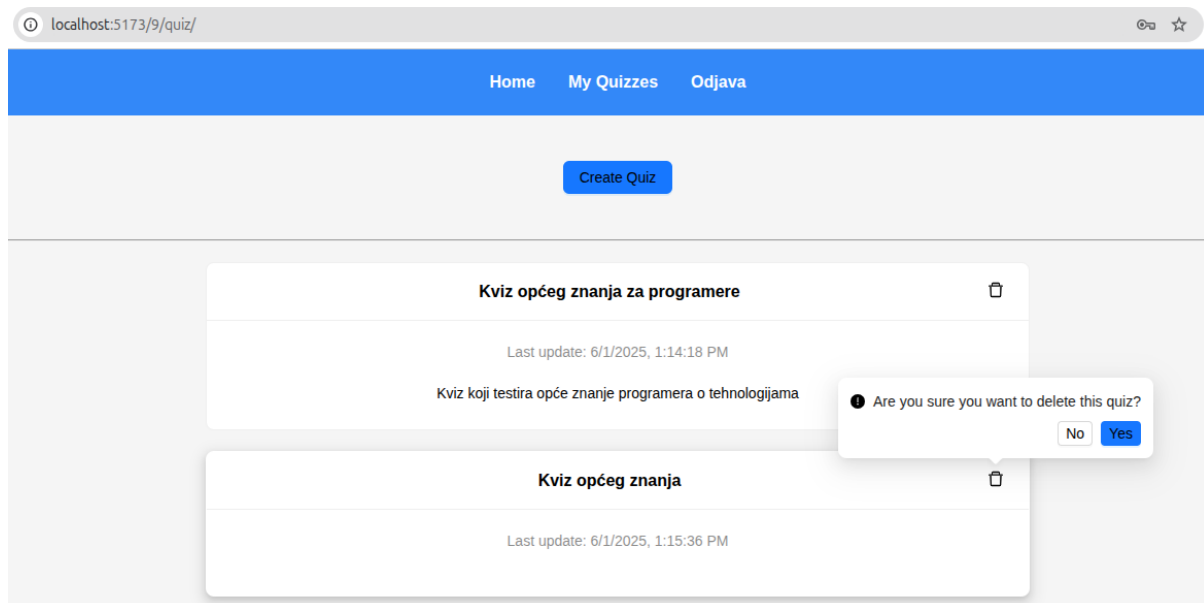 localhost:5173/9/quiz/
Home My Quizzes Odjava
Create Quiz
Kviz općeg znanja za programere
Last update: 6/1/2025, 1:14:18 PM
Kviz koji testira opće znanje programera o tehnologijama
Are you sure you want to delete this quiz?
No Yes
Kviz općeg znanja
Last update: 6/1/2025, 1:15:36 PM